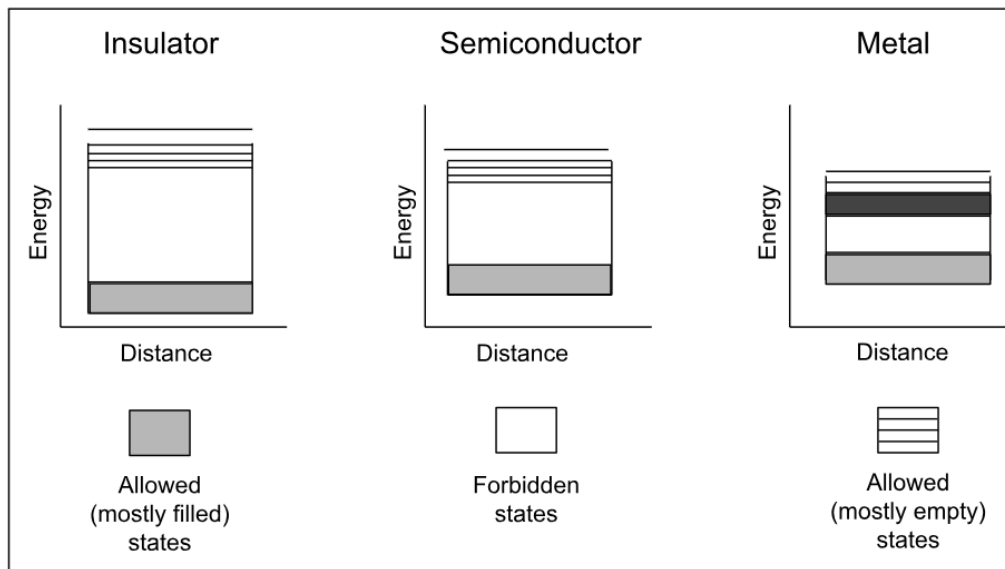 Insulator
Semiconductor
Metal
Energy
Energy
Energy
Distance
Distance
Distance
Allowed
(mostly filled)
states
Forbidden
states
Allowed
(mostly empty)
states